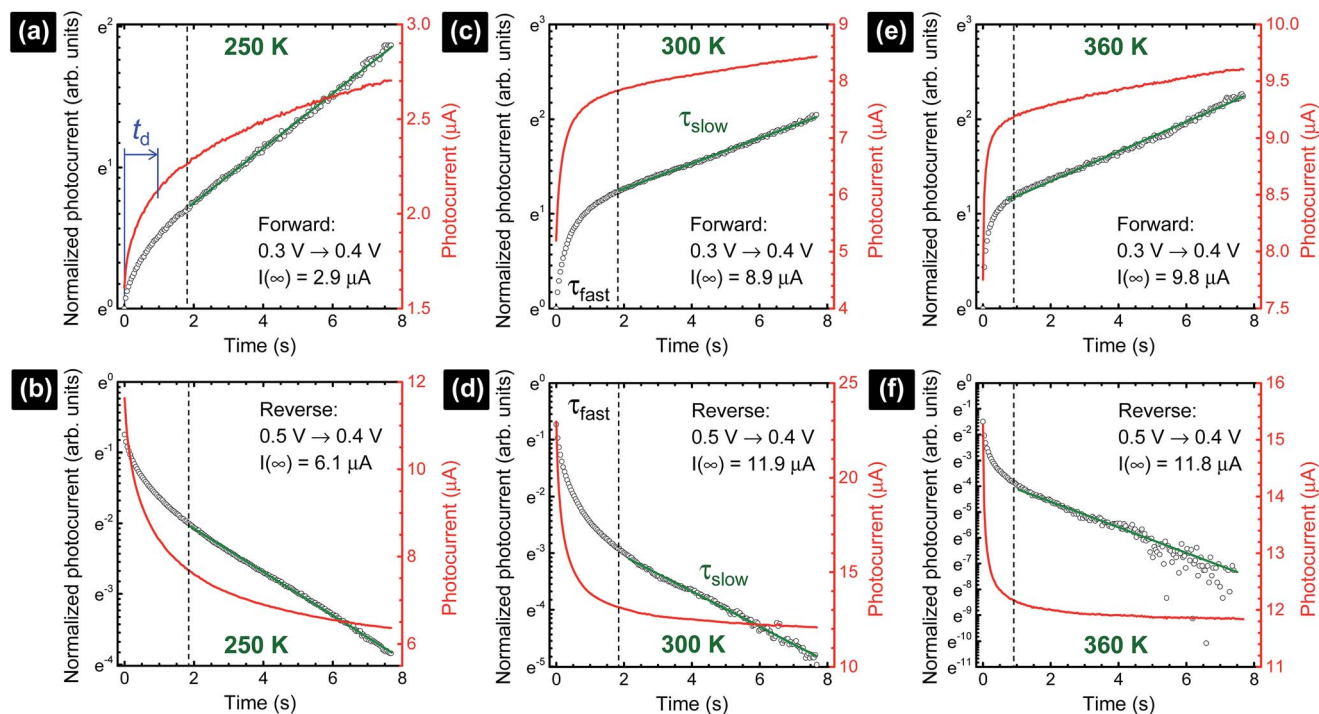 (a)
Normalized photocurrent (arb. units)
e²
e¹
e⁰
250 K
t_d
Forward:
0.3 V → 0.4 V
I(∞) = 2.9 μA
3.0
2.5
2.0
1.5
Photocurrent (μA)
0 2 4 6 8
Time (s)
(c)
Normalized photocurrent (arb. units)
e³
e²
e¹
e⁰
300 K
τ_slow
Forward:
0.3 V → 0.4 V
I(∞) = 8.9 μA
τ_fast
9
8
7
6
5
4
Photocurrent (μA)
0 2 4 6 8
Time (s)
(e)
Normalized photocurrent (arb. units)
e³
e²
e¹
e⁰
360 K
Forward:
0.3 V → 0.4 V
I(∞) = 9.8 μA
10.0
9.5
9.0
8.5
8.0
7.5
Photocurrent (μA)
0 2 4 6 8
Time (s)
(b)
Normalized photocurrent (arb. units)
e⁰
e⁻¹
e⁻²
e⁻³
e⁻⁴
Reverse:
0.5 V → 0.4 V
I(∞) = 6.1 μA
250 K
12
10
8
6
Photocurrent (μA)
0 2 4 6 8
Time (s)
(d)
Normalized photocurrent (arb. units)
e⁰
e⁻¹
e⁻²
e⁻³
e⁻⁴
e⁻⁵
τ_fast
Reverse:
0.5 V → 0.4 V
I(∞) = 11.9 μA
τ_slow
300 K
25
20
15
10
Photocurrent (μA)
0 2 4 6 8
Time (s)
(f)
Normalized photocurrent (arb. units)
e⁰
e⁻¹
e⁻²
e⁻³
e⁻⁴
e⁻⁵
e⁻⁶
e⁻⁷
e⁻⁸
e⁻⁹
e⁻¹⁰
e⁻¹¹
Reverse:
0.5 V → 0.4 V
I(∞) = 11.8 μA
360 K
16
15
14
13
12
11
Photocurrent (μA)
0 2 4 6 8
Time (s)